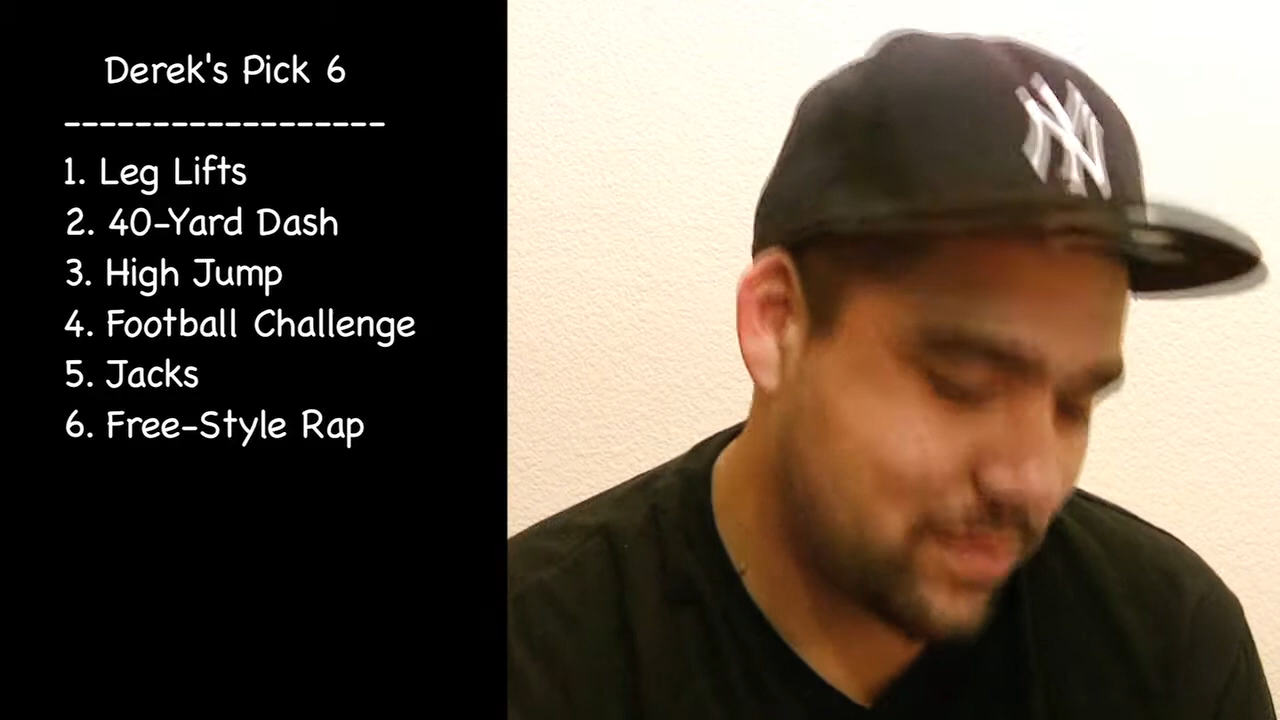 Derek's Pick 6
------------------
1. Leg Lifts
2. 40-Yard Dash
3. High Jump
4. Football Challenge
5. Jacks
6. Free-Style Rap
NY